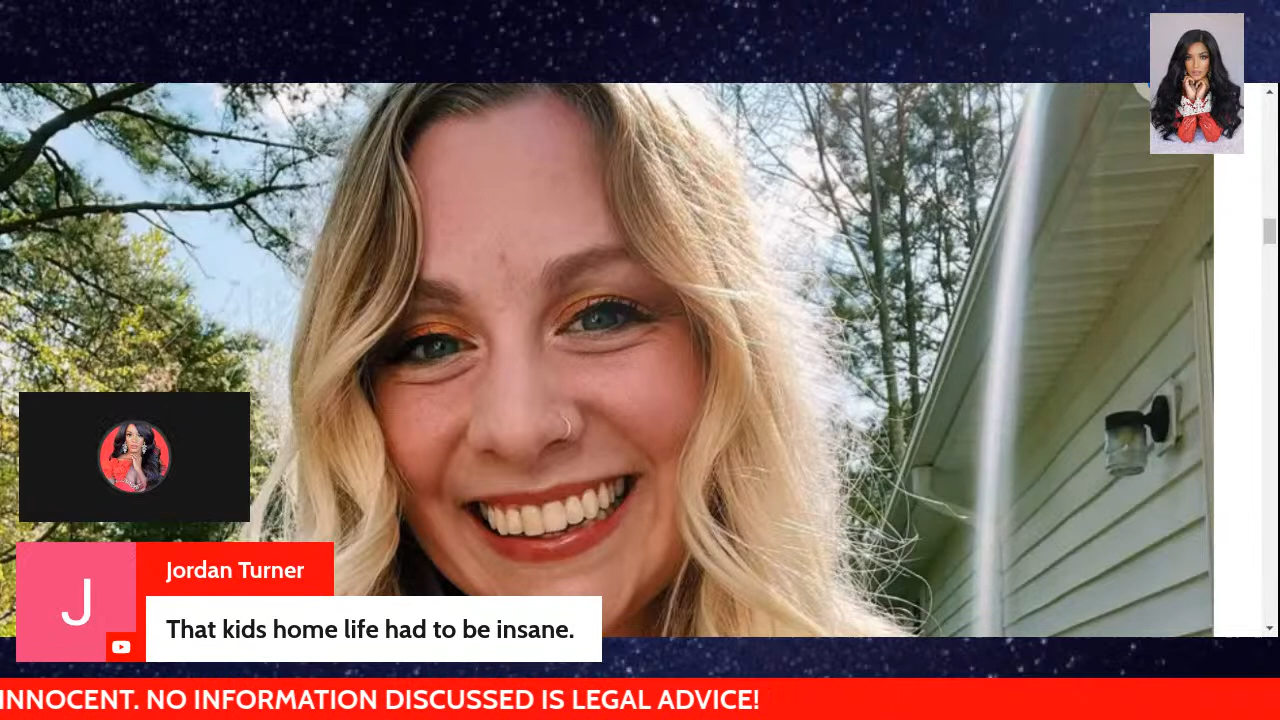 J
Jordan Turner
That kids home life had to be insane.
INNOCENT. NO INFORMATION DISCUSSED IS LEGAL ADVICE!